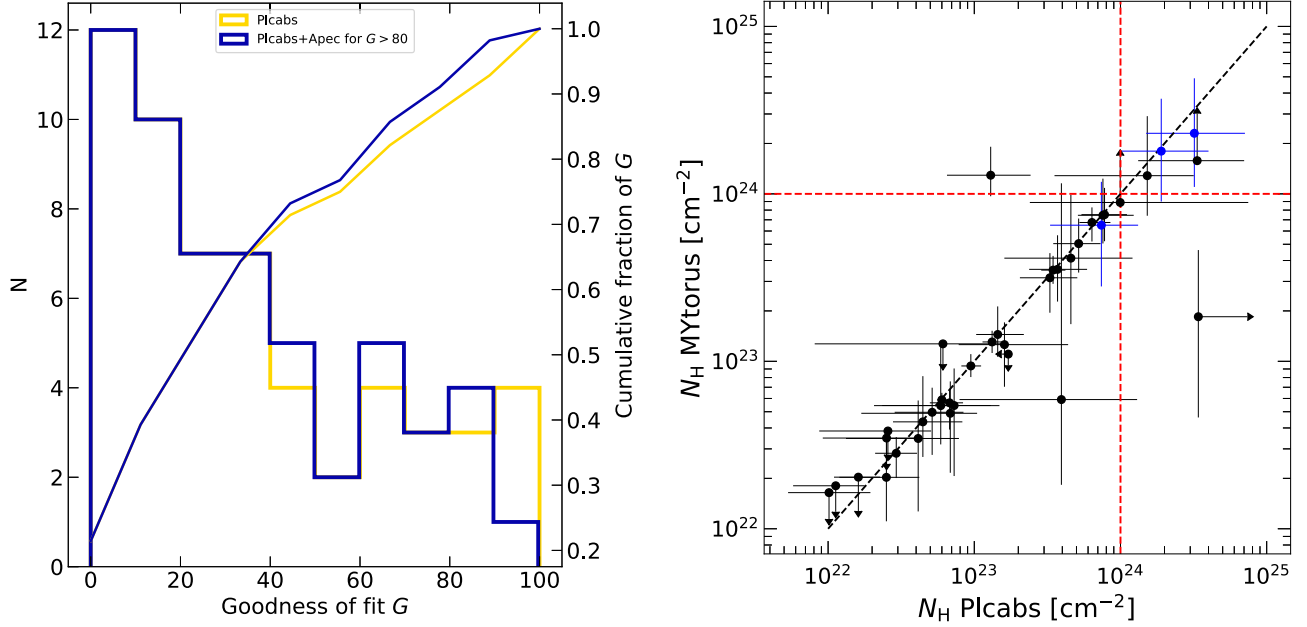 Plcabs
Plcabs+Apec for G > 80
12
10
8
6
4
2
0
N
0 20 40 60 80 100
Goodness of fit G
1.0
0.9
0.8
0.7
0.6
0.5
0.4
0.3
0.2
Cumulative fraction of G
10^25
10^24
10^23
10^22
N_H MYtorus [cm^−2]
10^22 10^23 10^24 10^25
N_H Plcabs [cm^−2]